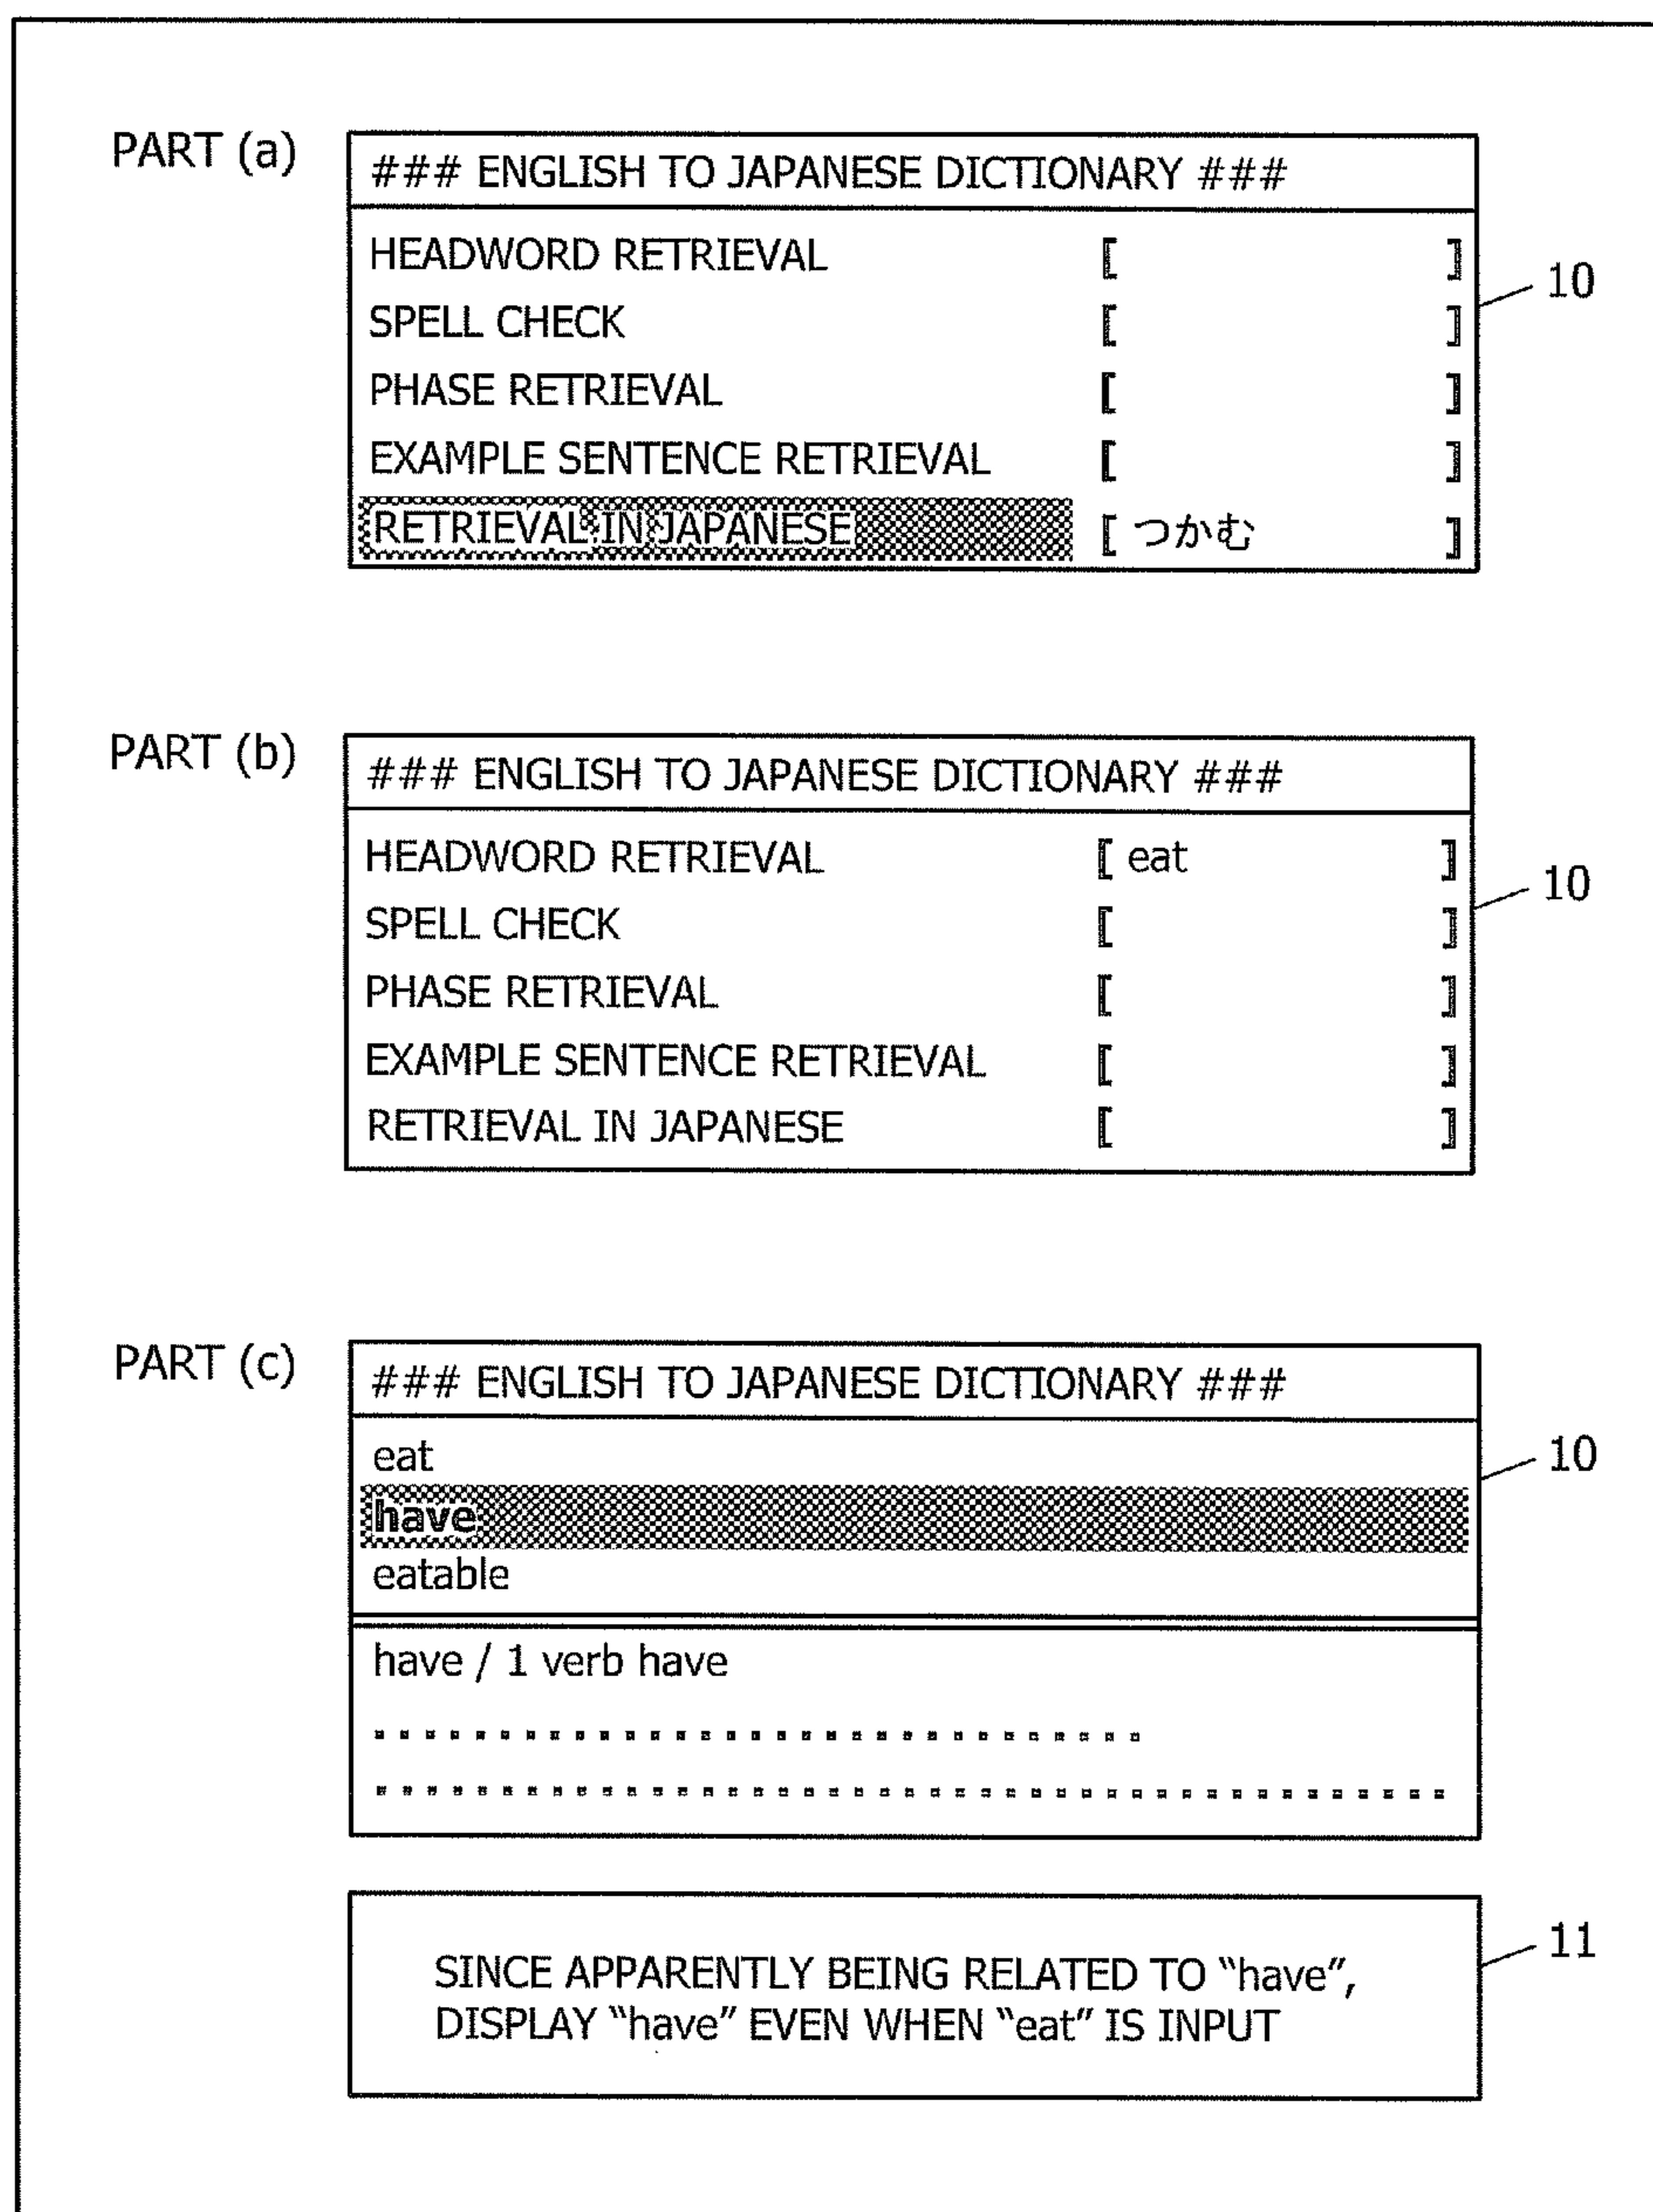 PART (a)
### ENGLISH TO JAPANESE DICTIONARY ###
HEADWORD RETRIEVAL [ ]
SPELL CHECK [ ]
PHASE RETRIEVAL [ ]
EXAMPLE SENTENCE RETRIEVAL [ ]
RETRIEVAL IN JAPANESE [ つかむ ]
10
PART (b)
### ENGLISH TO JAPANESE DICTIONARY ###
HEADWORD RETRIEVAL [ eat ]
SPELL CHECK [ ]
PHASE RETRIEVAL [ ]
EXAMPLE SENTENCE RETRIEVAL [ ]
RETRIEVAL IN JAPANESE [ ]
10
PART (c)
### ENGLISH TO JAPANESE DICTIONARY ###
eat
have
eatable
have / 1 verb have
10
SINCE APPARENTLY BEING RELATED TO “have”,
DISPLAY “have” EVEN WHEN “eat” IS INPUT
11